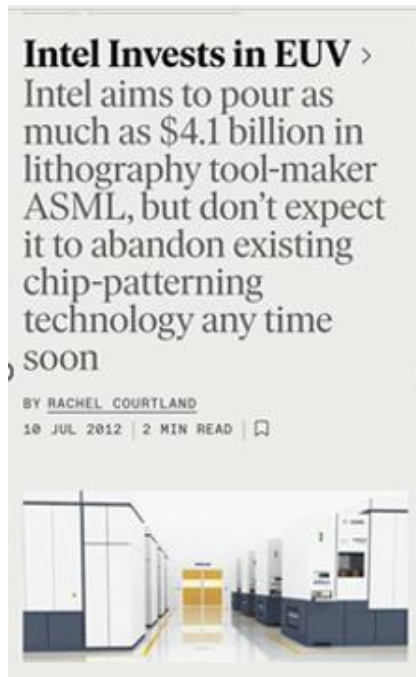 Intel Invests in EUV >
Intel aims to pour as
much as $4.1 billion in
lithography tool-maker
ASML, but don’t expect
it to abandon existing
chip-patterning
technology any time
soon
BY RACHEL COURTLAND
10 JUL 2012 | 2 MIN READ |